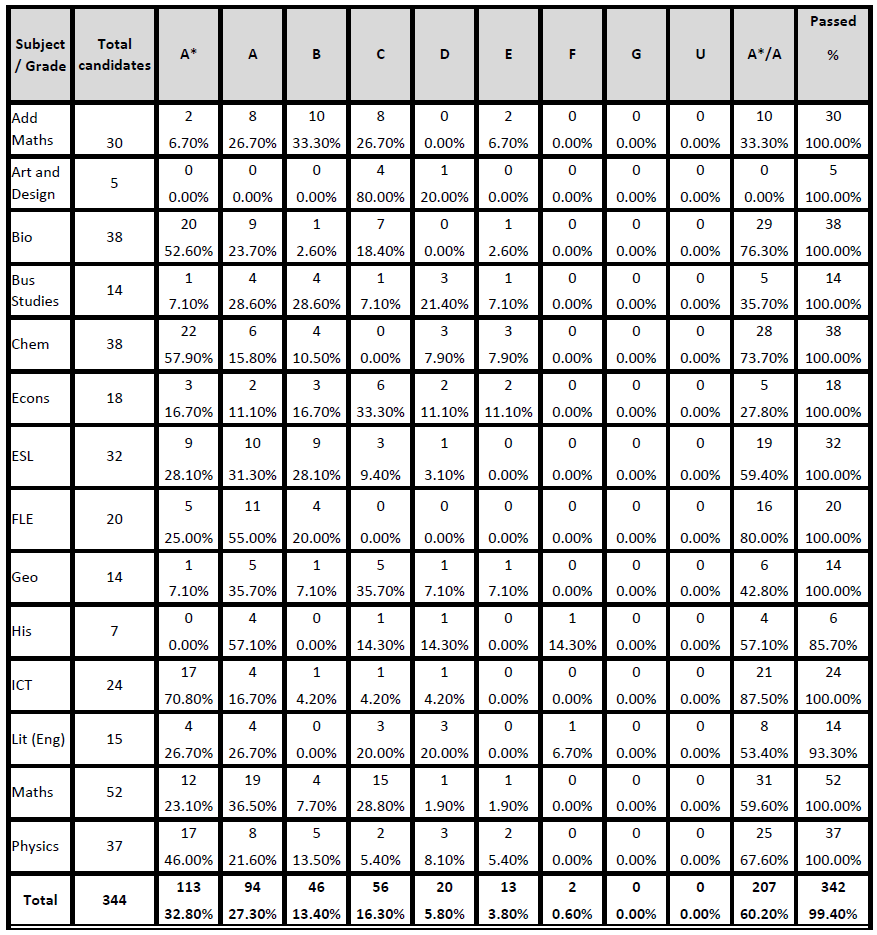 Subject / Grade Total candidates A* A B C D E F G U A*/A Passed %
Add Maths 30 2 8 10 8 0 2 0 0 0 10 30
6.70% 26.70% 33.30% 26.70% 0.00% 6.70% 0.00% 0.00% 0.00% 33.30% 100.00%
Art and Design 5 0 0 0 4 1 0 0 0 0 0 5
0.00% 0.00% 0.00% 80.00% 20.00% 0.00% 0.00% 0.00% 0.00% 0.00% 100.00%
Bio 38 20 9 1 7 0 1 0 0 0 29 38
52.60% 23.70% 2.60% 18.40% 0.00% 2.60% 0.00% 0.00% 0.00% 76.30% 100.00%
Bus Studies 14 1 4 4 1 3 1 0 0 0 5 14
7.10% 28.60% 28.60% 7.10% 21.40% 7.10% 0.00% 0.00% 0.00% 35.70% 100.00%
Chem 38 22 6 4 0 3 3 0 0 0 28 38
57.90% 15.80% 10.50% 0.00% 7.90% 7.90% 0.00% 0.00% 0.00% 73.70% 100.00%
Econs 18 3 2 3 6 2 2 0 0 0 5 18
16.70% 11.10% 16.70% 33.30% 11.10% 11.10% 0.00% 0.00% 0.00% 27.80% 100.00%
ESL 32 9 10 9 3 1 0 0 0 0 19 32
28.10% 31.30% 28.10% 9.40% 3.10% 0.00% 0.00% 0.00% 0.00% 59.40% 100.00%
FLE 20 5 11 4 0 0 0 0 0 0 16 20
25.00% 55.00% 20.00% 0.00% 0.00% 0.00% 0.00% 0.00% 0.00% 80.00% 100.00%
Geo 14 1 5 1 5 1 1 0 0 0 6 14
7.10% 35.70% 7.10% 35.70% 7.10% 7.10% 0.00% 0.00% 0.00% 42.80% 100.00%
His 7 0 4 0 1 1 0 1 0 0 4 6
0.00% 57.10% 0.00% 14.30% 14.30% 0.00% 14.30% 0.00% 0.00% 57.10% 85.70%
ICT 24 17 4 1 1 1 0 0 0 0 21 24
70.80% 16.70% 4.20% 4.20% 4.20% 0.00% 0.00% 0.00% 0.00% 87.50% 100.00%
Lit (Eng) 15 4 4 0 3 3 0 1 0 0 8 14
26.70% 26.70% 0.00% 20.00% 20.00% 0.00% 6.70% 0.00% 0.00% 53.40% 93.30%
Maths 52 12 19 4 15 1 1 0 0 0 31 52
23.10% 36.50% 7.70% 28.80% 1.90% 1.90% 0.00% 0.00% 0.00% 59.60% 100.00%
Physics 37 17 8 5 2 3 2 0 0 0 25 37
46.00% 21.60% 13.50% 5.40% 8.10% 5.40% 0.00% 0.00% 0.00% 67.60% 100.00%
Total 344 113 94 46 56 20 13 2 0 0 207 342
32.80% 27.30% 13.40% 16.30% 5.80% 3.80% 0.60% 0.00% 0.00% 60.20% 99.40%